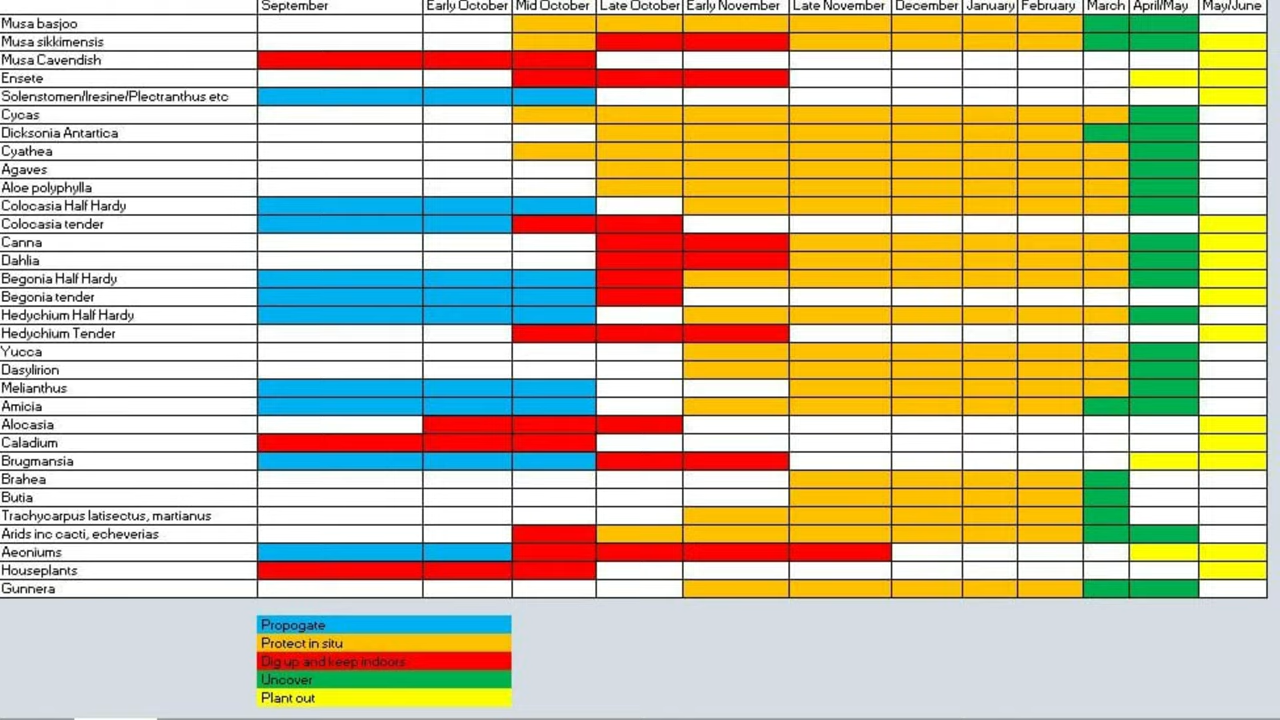 September Early October Mid October Late October Early November Late November December January February March April/May May/June
Musa basjoo
Musa sikkimensis
Musa Cavendish
Ensete
Solenstomen/Iresine/Plectranthus etc
Cycas
Dicksonia Antartica
Cyathea
Agaves
Aloe polyphylla
Colocasia Half Hardy
Colocasia tender
Canna
Dahlia
Begonia Half Hardy
Begonia tender
Hedychium Half Hardy
Hedychium Tender
Yucca
Dasylirion
Melianthus
Amicia
Alocasia
Caladium
Brugmansia
Brahea
Butia
Trachycarpus latisectus, martianus
Arids inc cacti, echeverias
Aeoniums
Houseplants
Gunnera
Propogate
Protect in situ
Dig up and keep indoors
Uncover
Plant out